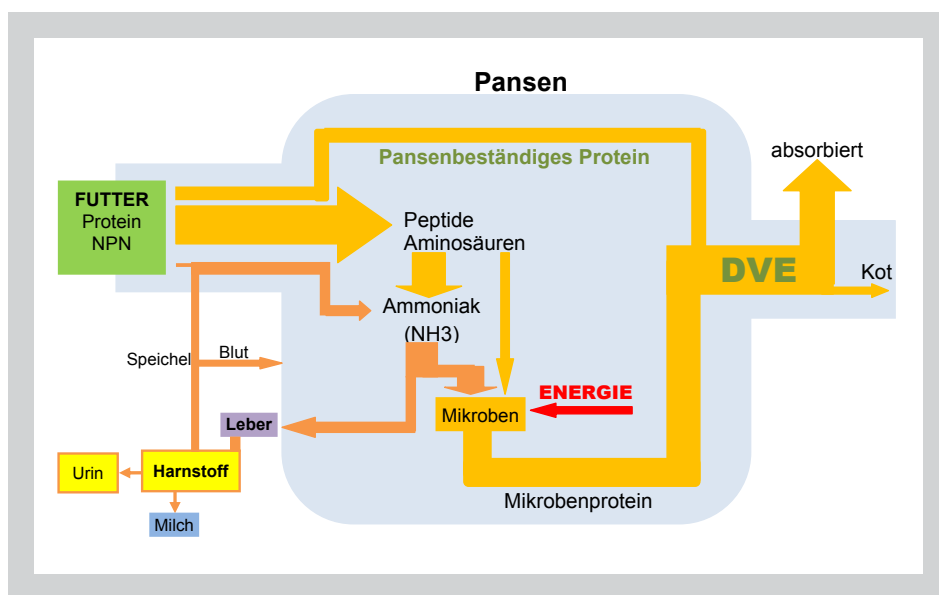 Pansen
Pansenbeständiges Protein
absorbiert
FUTTER
Protein
NPN
Peptide
Aminosäuren
DVE
Kot
Ammoniak
(NH3)
Speichel
Blut
ENERGIE
Mikroben
Leber
Urin
Harnstoff
Mikrobenprotein
Milch